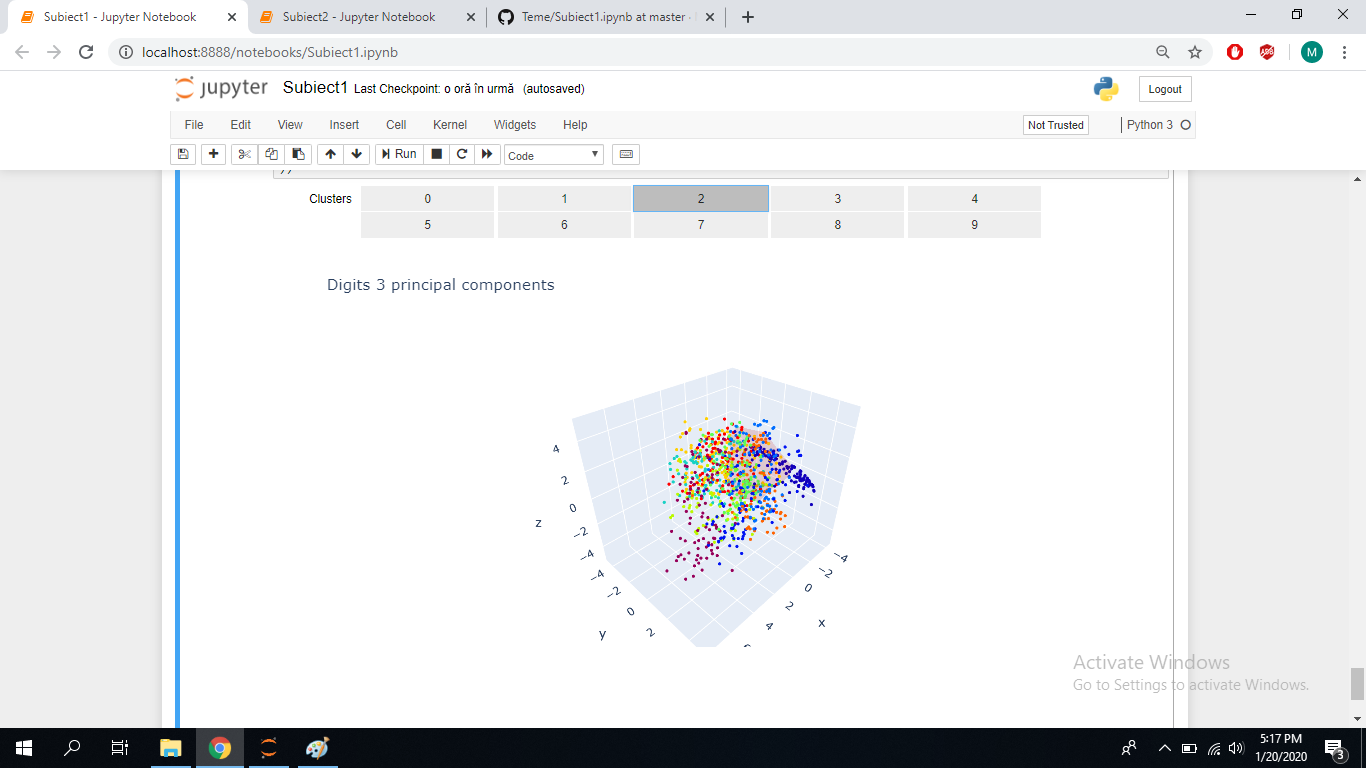 Subiect1 - Jupyter Notebook
Subiect2 - Jupyter Notebook
Teme/Subiect1.ipynb at master ·
localhost:8888/notebooks/Subiect1.ipynb
ADB
M
jupyter Subiect1 Last Checkpoint: o oră în urmă (autosaved)
Logout
File Edit View Insert Cell Kernel Widgets Help
Not Trusted
Python 3
Run
Code
Clusters 0 1 2 3 4
5 6 7 8 9
Digits 3 principal components
4
2
0
−2
−4
z
−4
−2
0
2
y
−4
−2
0
2
4
x
Activate Windows
Go to Settings to activate Windows.
5:17 PM
1/20/2020
3